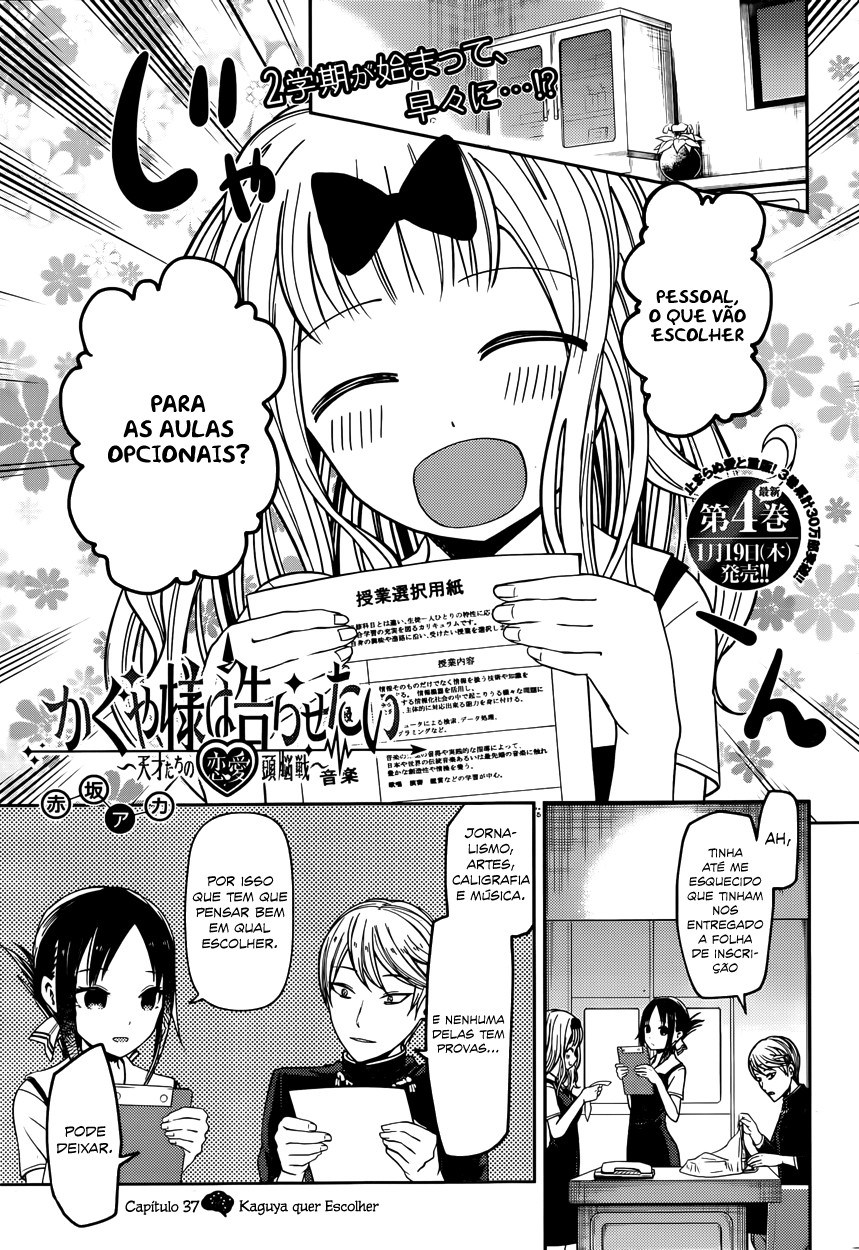 2学期が始まって、
早々に…!?
じ
ゃ
ー
ん
PESSOAL,
O QUE VÃO
ESCOLHER
PARA
AS AULAS
OPCIONAIS?
最新
第4巻
1月19日(木)
発売!!
授業選択用紙
授業内容
かぐや様は告らせたい
〜天才たちの恋愛頭脳戦〜
音楽
赤坂アカ
AH,
TINHA
ATÉ ME
ESQUECIDO
QUE TINHAM
NOS
ENTREGADO
A FOLHA
DE INSCRI-
ÇÃO
JORNA-
LISMO,
ARTES,
CALIGRAFIA
E MÚSICA.
E NENHUMA
DELAS TEM
PROVAS...
POR ISSO
QUE TEM QUE
PENSAR BEM
EM QUAL
ESCOLHER.
PODE
DEIXAR.
Capítulo 37 Kaguya quer Escolher